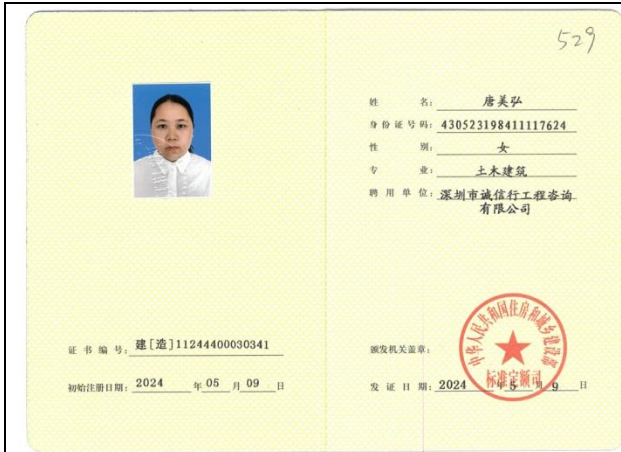 529
姓 名: 唐美弘
身份证号码: 430523198411117624
性 别: 女
专 业: 土木建筑
聘用单位: 深圳市诚信行工程咨询
有限公司
证书编号: 建[造]11244400030341
初始注册日期: 2024 年 05 月 09 日
颁发机关盖章:
中华人民共和国住房和城乡建设部
标准定额司
发证日期: 2024 年 5 月 9 日